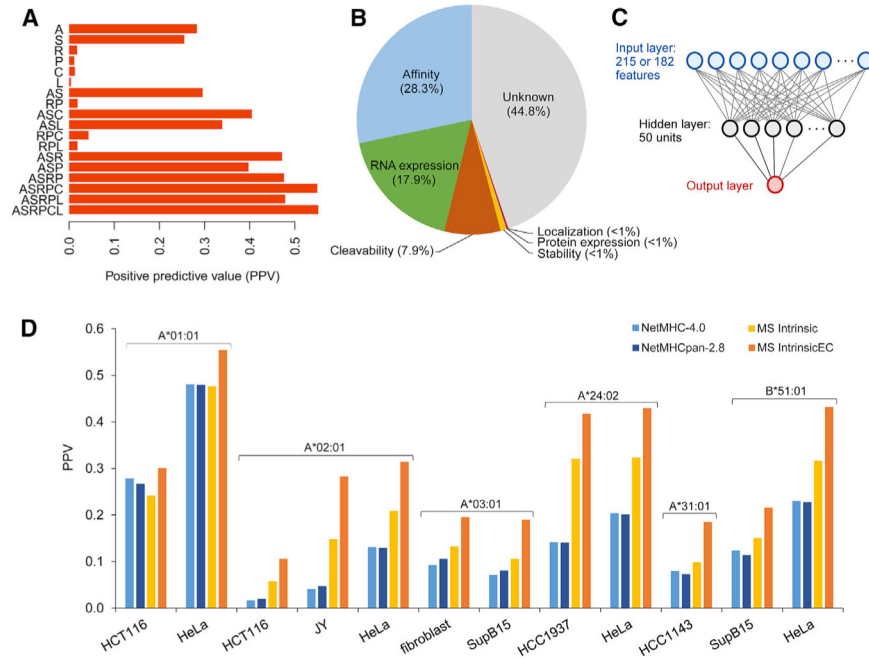 A
A
S
R
P
C
L
AS
RP
ASC
ASL
RPC
RPL
ASR
ASP
ASRP
ASRPC
ASRPL
ASRPCL
0.0
0.1
0.2
0.3
0.4
0.5
Positive predictive value (PPV)
B
Affinity
(28.3%)
Unknown
(44.8%)
RNA expression
(17.9%)
Cleavability (7.9%)
Localization (<1%)
Protein expression (<1%)
Stability (<1%)
C
Input layer:
215 or 182
features
Hidden layer:
50 units
Output layer
D
NetMHC-4.0
MS Intrinsic
NetMHCpan-2.8
MS IntrinsicEC
PPV
0.6
0.5
0.4
0.3
0.2
0.1
0.0
A*01:01
A*02:01
A*03:01
A*24:02
A*31:01
B*51:01
HCT116
HeLa
HCT116
JY
HeLa
fibroblast
SupB15
HCC1937
HeLa
HCC1143
SupB15
HeLa